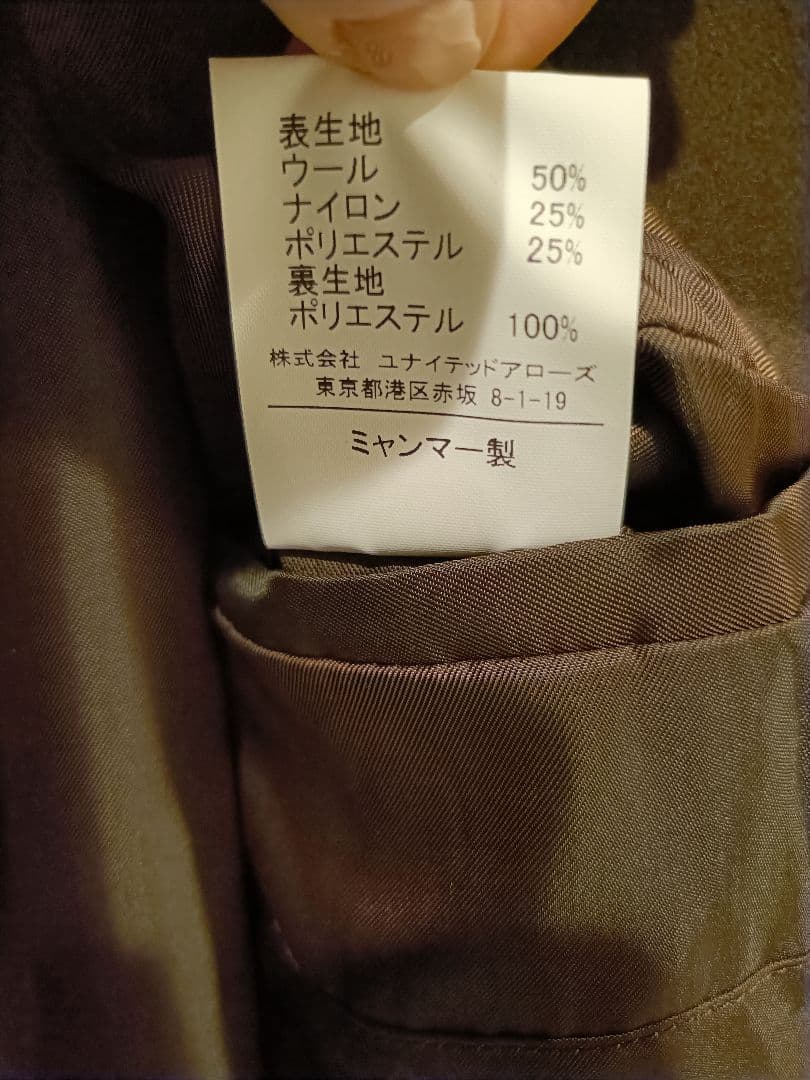 表生地
ウール 50%
ナイロン 25%
ポリエステル 25%
裏生地
ポリエステル 100%
株式会社 ユナイテッドアローズ
東京都港区赤坂 8-1-19
ミャンマー製